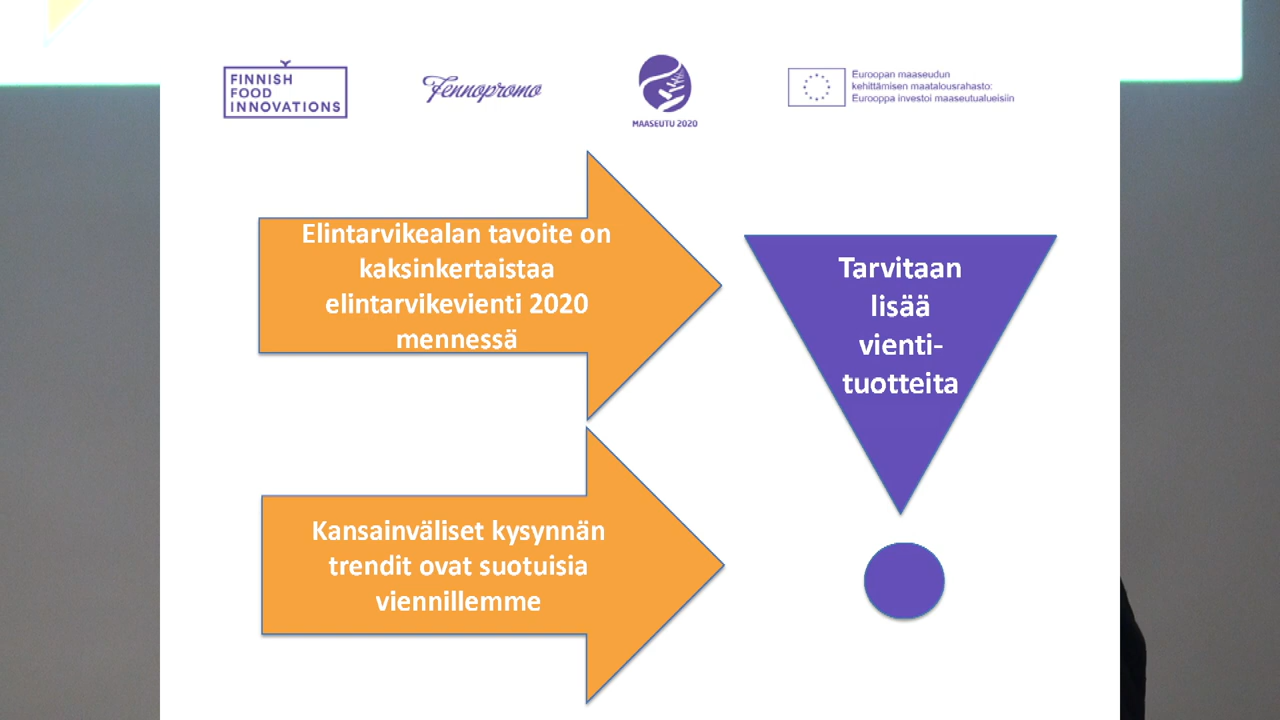 FINNISH
FOOD
INNOVATIONS
Fennopromo
MAASEUTU 2020
Euroopan maaseudun
kehittämisen maatalousrahasto:
Eurooppa investoi maaseutualueisiin
Elintarvikealan tavoite on
kaksinkertaistaa
elintarvikevienti 2020
mennessä
Tarvitaan
lisää
vienti-
tuotteita
Kansainväliset kysynnän
trendit ovat suotuisia
viennillemme